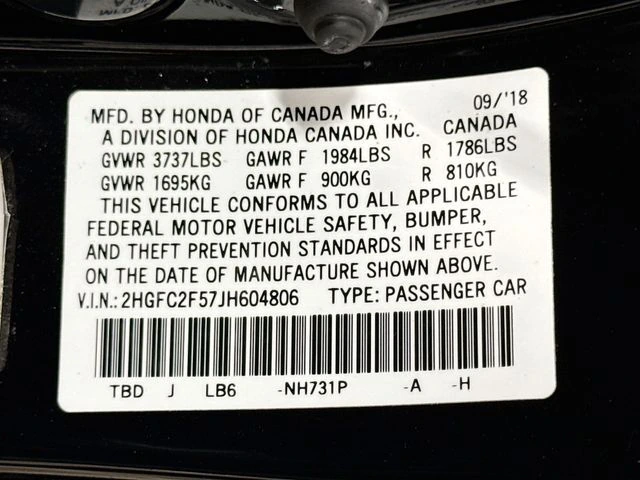 MFD. BY HONDA OF CANADA MFG., 09/'18
A DIVISION OF HONDA CANADA INC. CANADA
GVWR 3737LBS GAWR F 1984LBS R 1786LBS
GVWR 1695KG GAWR F 900KG R 810KG
THIS VEHICLE CONFORMS TO ALL APPLICABLE
FEDERAL MOTOR VEHICLE SAFETY, BUMPER,
AND THEFT PREVENTION STANDARDS IN EFFECT
ON THE DATE OF MANUFACTURE SHOWN ABOVE.
V.I.N.: 2HGFC2F57JH604806 TYPE: PASSENGER CAR
TBD J LB6 -NH731P -A -H